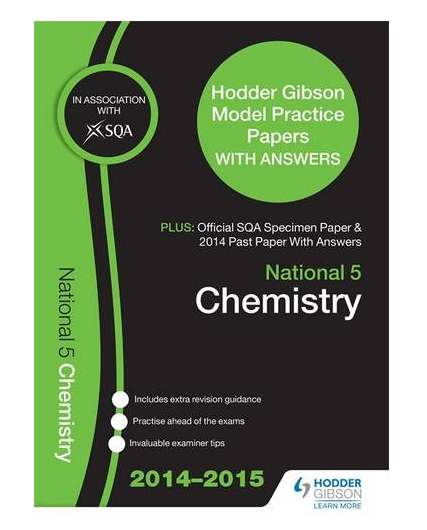 IN ASSOCIATION
WITH
SQA
Hodder Gibson
Model Practice
Papers
WITH ANSWERS
PLUS: Official SQA Specimen Paper &
2014 Past Paper With Answers
National 5
Chemistry
National 5 Chemistry
Includes extra revision guidance
Practise ahead of the exams
Invaluable examiner tips
2014–2015
HODDER
GIBSON
LEARN MORE